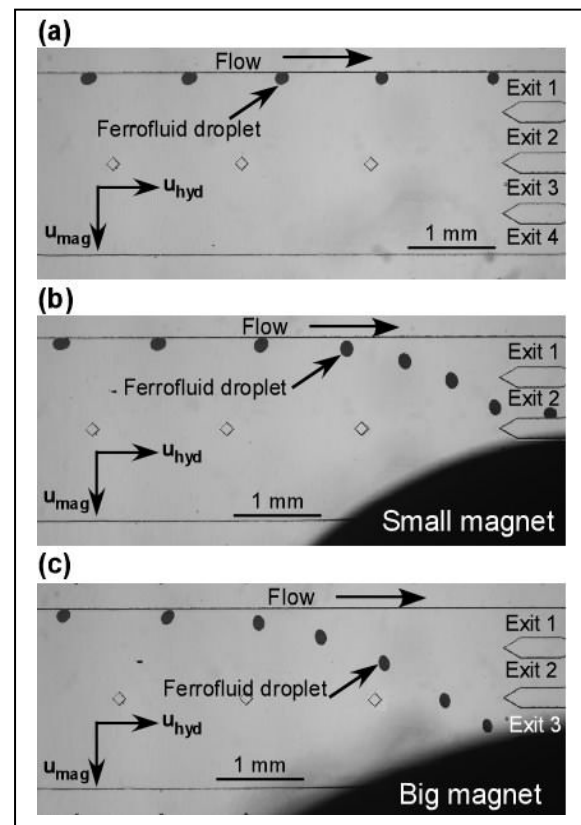 (a)
Flow
Exit 1
Ferrofluid droplet
Exit 2
u_hyd
Exit 3
u_mag
1 mm
Exit 4
(b)
Flow
Exit 1
Ferrofluid droplet
Exit 2
u_hyd
u_mag
1 mm
Small magnet
(c)
Flow
Exit 1
Exit 2
Ferrofluid droplet
u_hyd
Exit 3
u_mag
1 mm
Big magnet